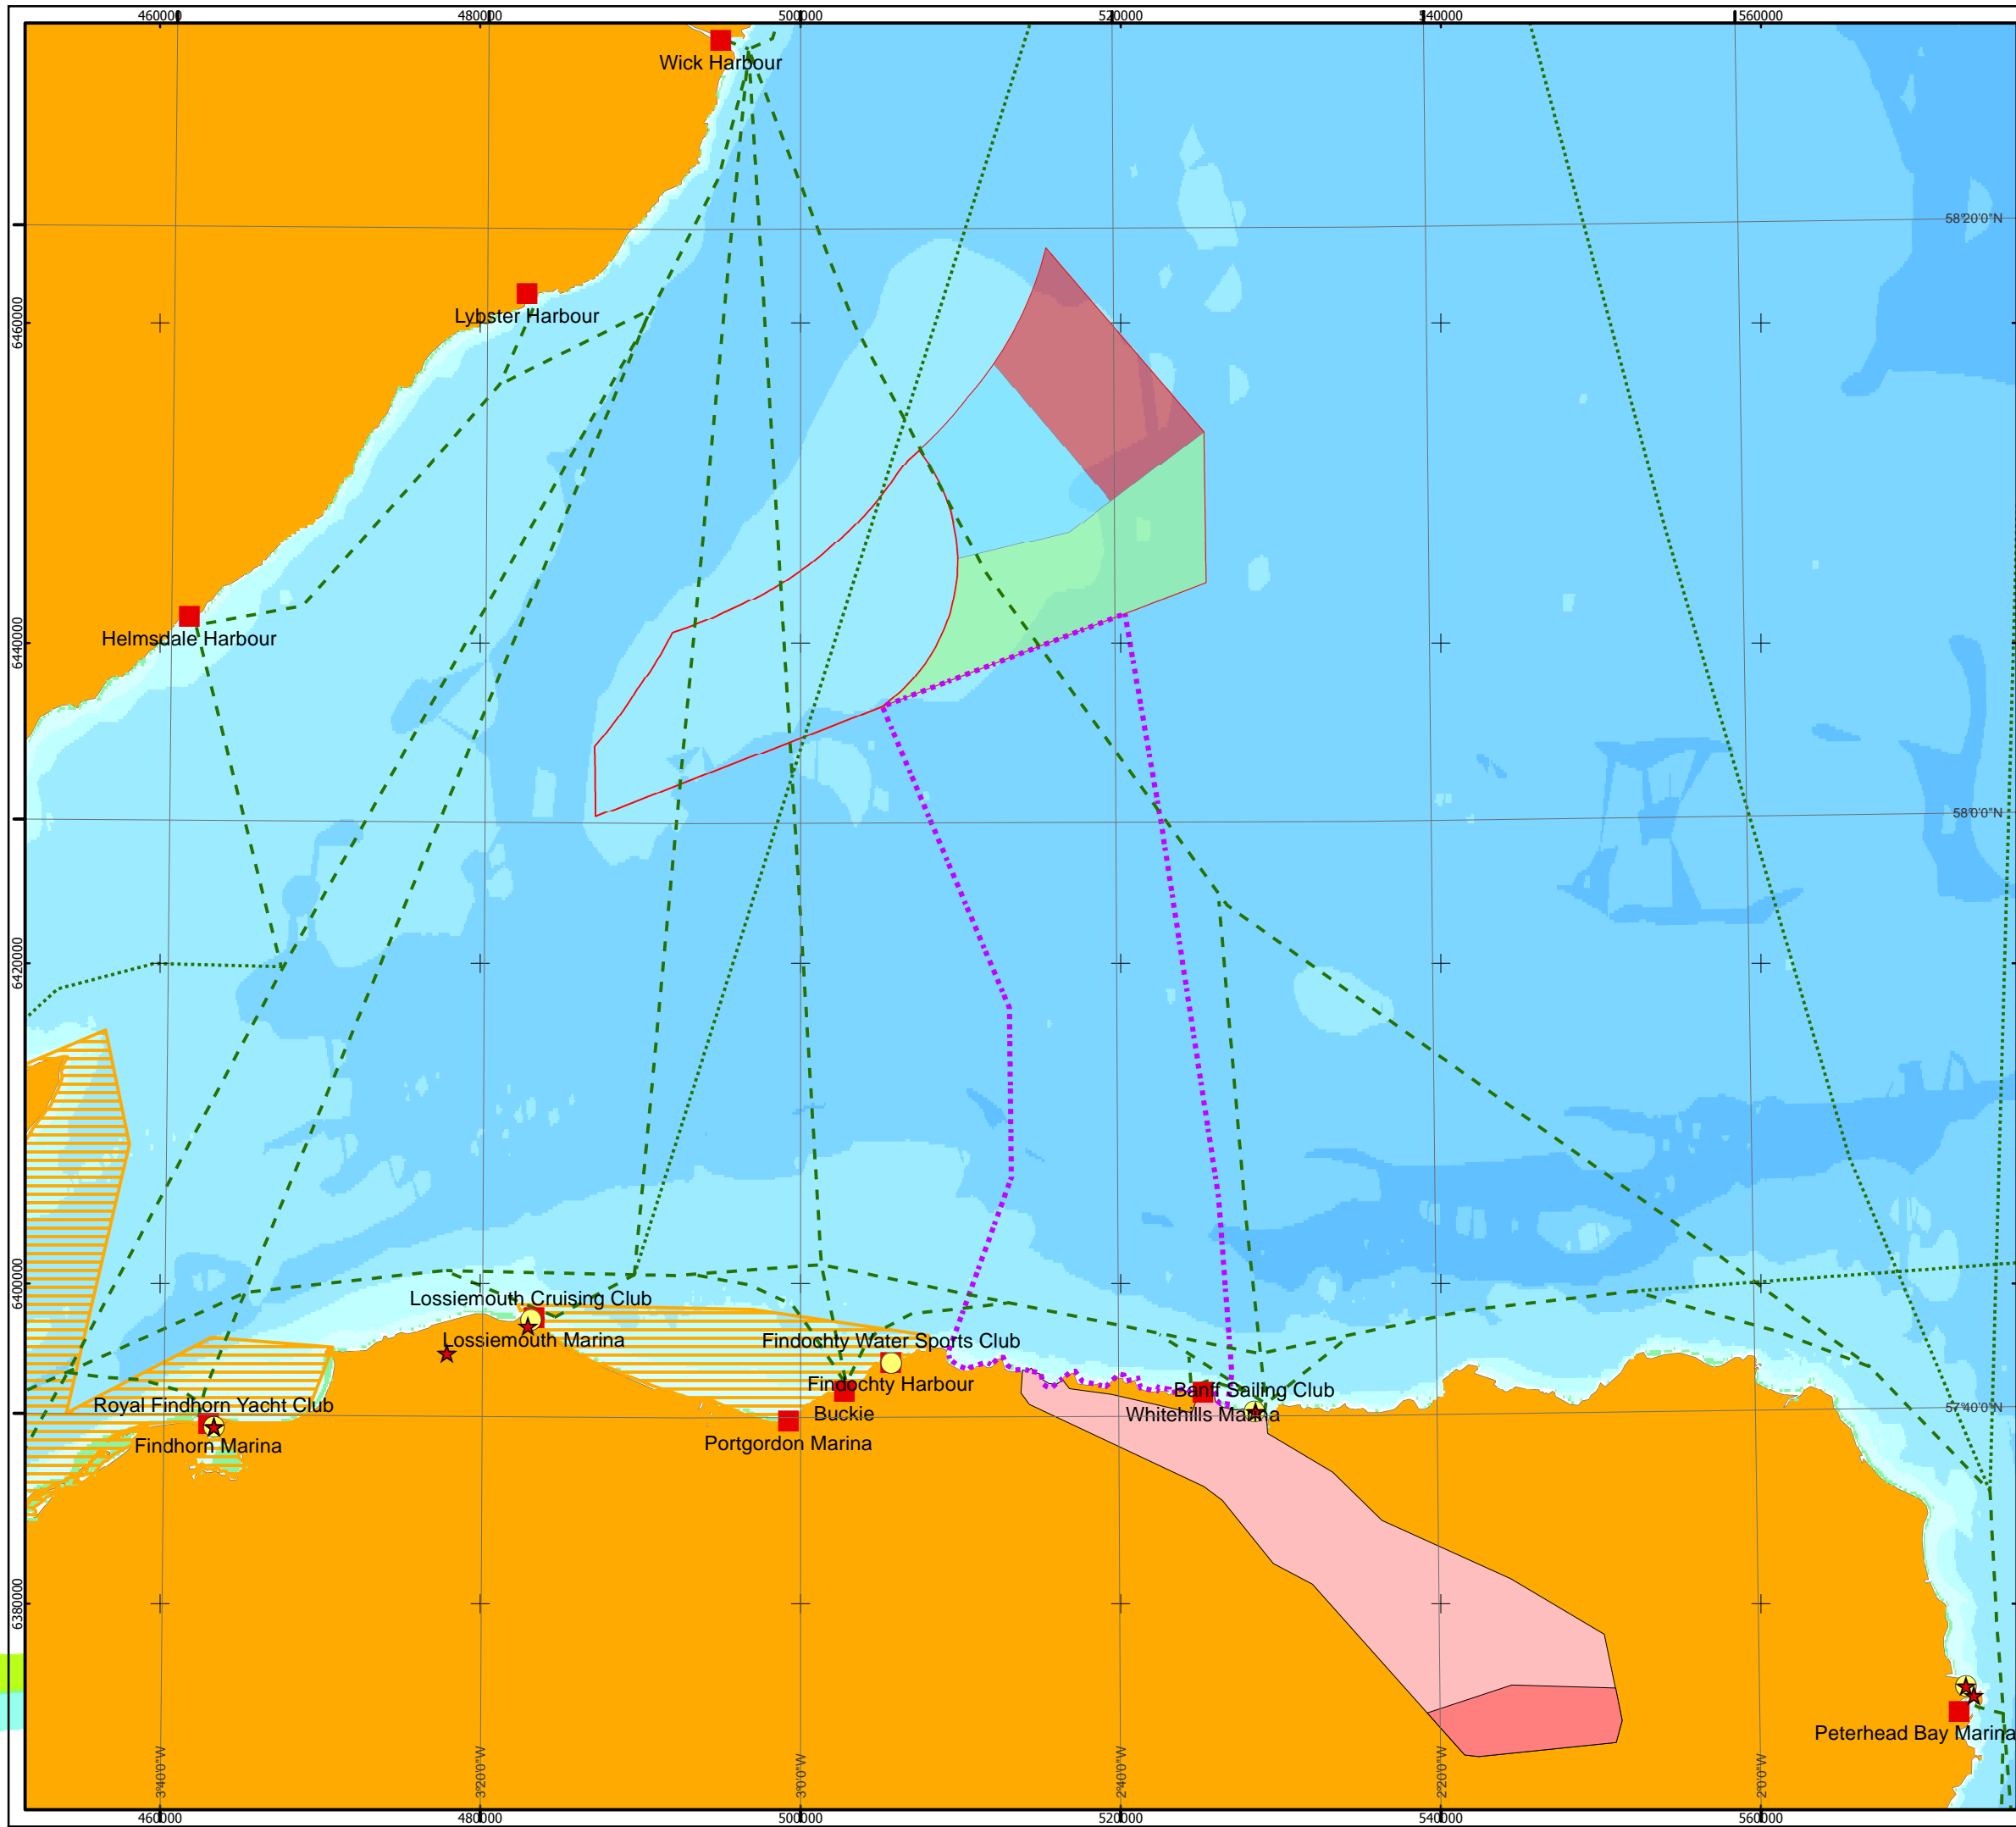 460000 480000 500000 520000 540000 560000
Wick Harbour
58°20'0"N
Lybster Harbour
6460000
Helmsdale Harbour
6440000
58°0'0"N
6420000
6400000
Lossiemouth Cruising Club
Lossiemouth Marina
Findochty Water Sports Club
Findochty Harbour
Banff Sailing Club
Royal Findhorn Yacht Club
57°40'0"N
Buckie
Whitehills Marina
Portgordon Marina
Findhorn Marina
6380000
Peterhead Bay Marina
3°40'0"W 3°20'0"W 3°0'0"W 2°40'0"W 2°20'0"W 2°0'0"W
460000 480000 500000 520000 540000 560000